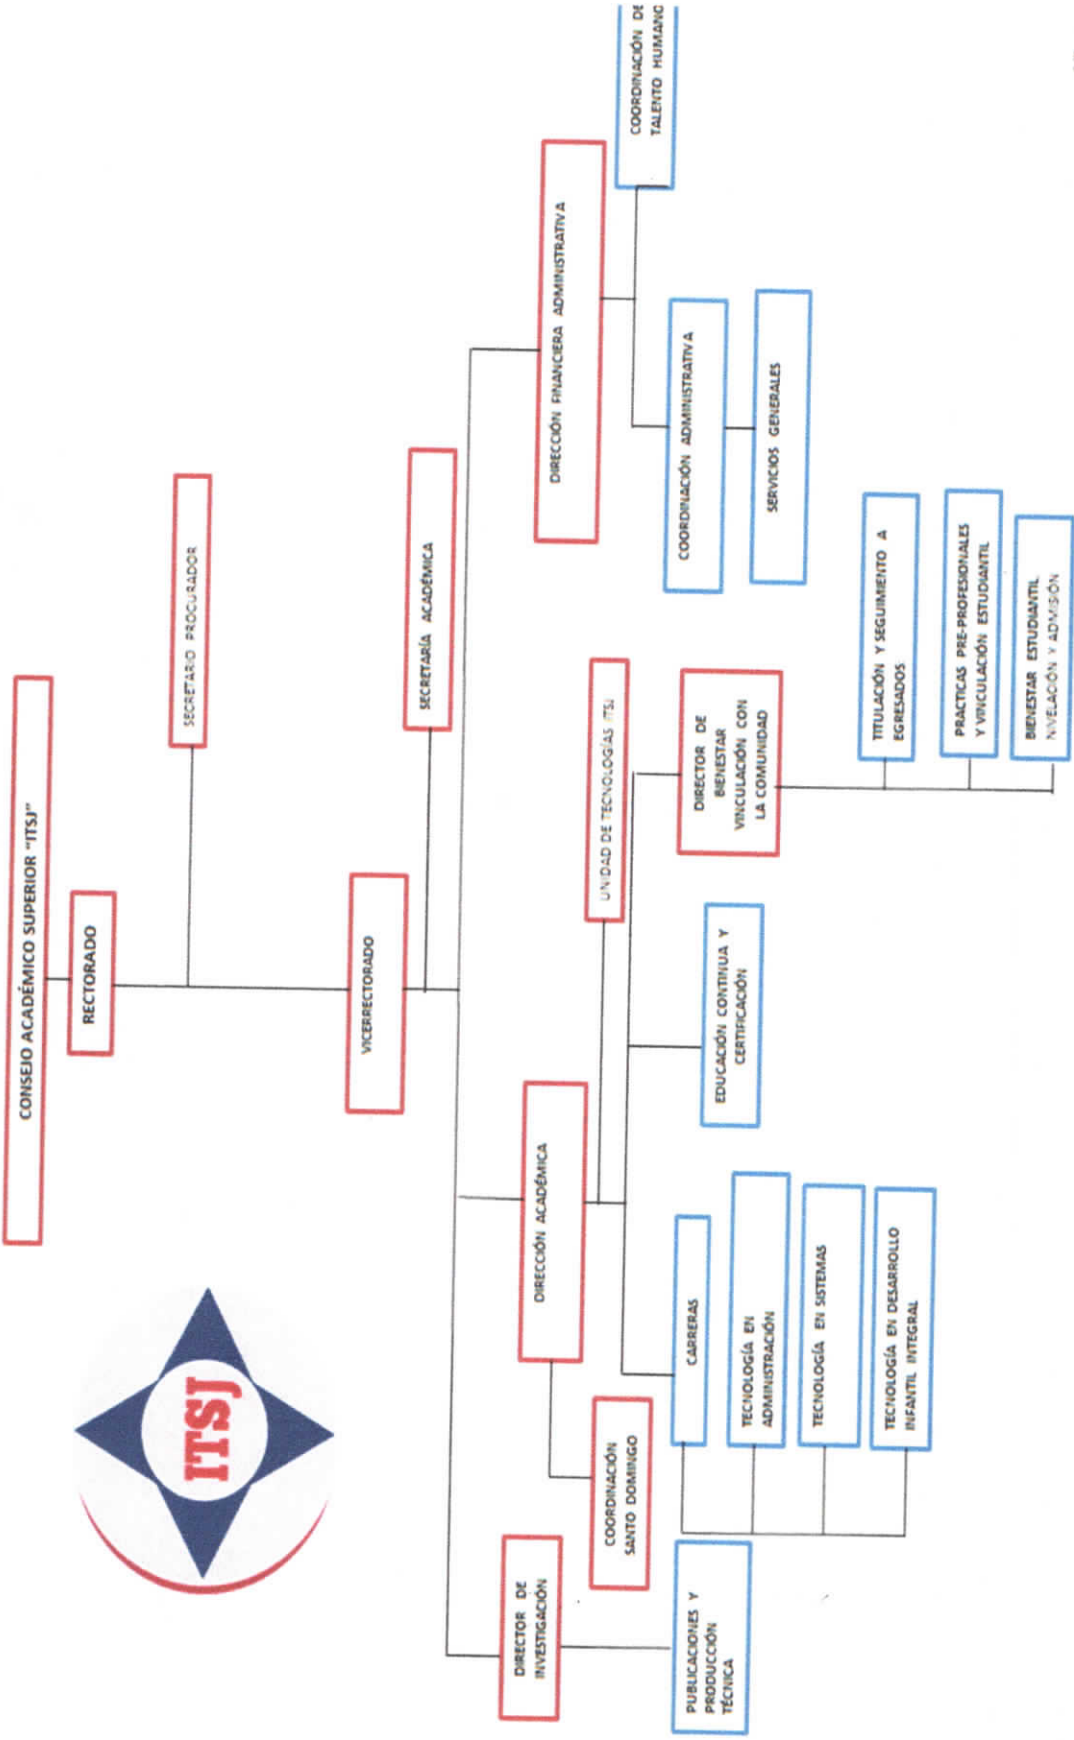 CONSEJO ACADÉMICO SUPERIOR "ITSJ"
RECTORADO
SECRETARIO PROCURADOR
ITSJ
VICERRECTORADO
SECRETARÍA ACADÉMICA
DIRECTOR DE
INVESTIGACIÓN
DIRECCIÓN ACADÉMICA
DIRECCIÓN FINANCIERA ADMINISTRATIVA
COORDINACIÓN
SANTO DOMINGO
UNIDAD DE TECNOLOGÍAS ITSJ
COORDINACIÓN DE
TALENTO HUMANO
PUBLICACIONES Y
PRODUCCIÓN
TÉCNICA
CARRERAS
EDUCACIÓN CONTINUA Y
CERTIFICACIÓN
DIRECTOR DE
BIENESTAR
VINCULACIÓN CON
LA COMUNIDAD
COORDINACIÓN ADMINISTRATIVA
TECNOLOGÍA EN
ADMINISTRACIÓN
SERVICIOS GENERALES
TECNOLOGÍA EN SISTEMAS
TECNOLOGÍA EN DESARROLLO
INFANTIL INTEGRAL
TITULACIÓN Y SEGUIMIENTO A
EGRESADOS
PRACTICAS PRE-PROFESIONALES
Y VINCULACIÓN ESTUDIANTIL
BIENESTAR ESTUDIANTIL
NIVELACIÓN Y ADMISIÓN